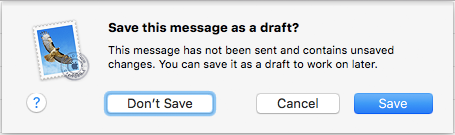 Save this message as a draft?
This message has not been sent and contains unsaved
changes. You can save it as a draft to work on later.
? Don't Save Cancel Save